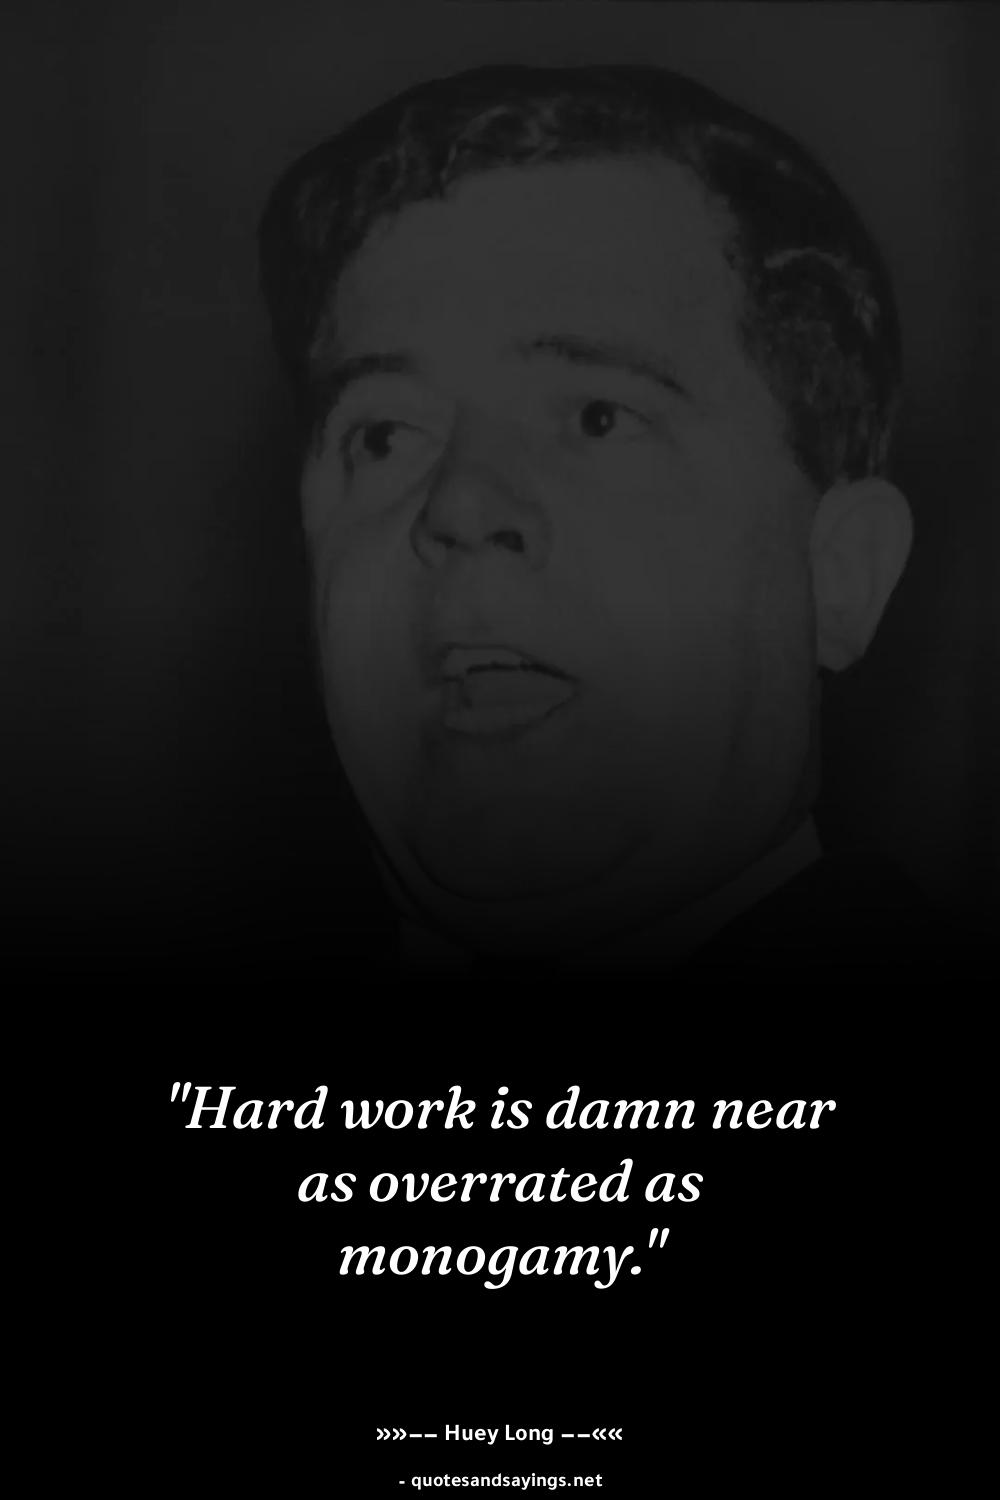 "Hard work is damn near
as overrated as
monogamy."
»»–– Huey Long ––««
- quotesandsayings.net